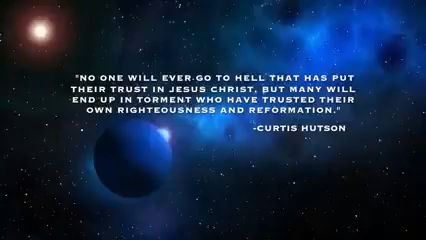 "NO ONE WILL EVER GO TO HELL THAT HAS PUT
THEIR TRUST IN JESUS CHRIST, BUT MANY WILL
END UP IN TORMENT WHO HAVE TRUSTED THEIR
OWN RIGHTEOUSNESS AND REFORMATION."
-CURTIS HUTSON